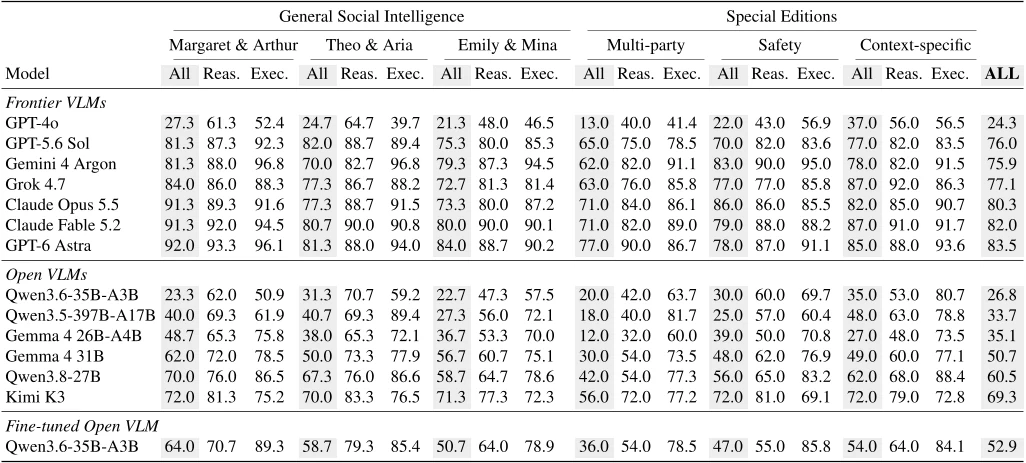 General Social Intelligence Special Editions
Margaret & Arthur Theo & Aria Emily & Mina Multi-party Safety Context-specific
Model All Reas. Exec. All Reas. Exec. All Reas. Exec. All Reas. Exec. All Reas. Exec. All Reas. Exec. ALL
Frontier VLMs
GPT-4o 27.3 61.3 52.4 24.7 64.7 39.7 21.3 48.0 46.5 13.0 40.0 41.4 22.0 43.0 56.9 37.0 56.0 56.5 24.3
GPT-5.6 Sol 81.3 87.3 92.3 82.0 88.7 89.4 75.3 80.0 85.3 65.0 75.0 78.5 70.0 82.0 83.6 77.0 82.0 83.5 76.0
Gemini 4 Argon 81.3 88.0 96.8 70.0 82.7 96.8 79.3 87.3 94.5 62.0 82.0 91.1 83.0 90.0 95.0 78.0 82.0 91.5 75.9
Grok 4.7 84.0 86.0 88.3 77.3 86.7 88.2 72.7 81.3 81.4 63.0 76.0 85.8 77.0 77.0 85.8 87.0 92.0 86.3 77.1
Claude Opus 5.5 91.3 89.3 91.6 77.3 88.7 91.5 73.3 80.0 87.2 71.0 84.0 86.1 86.0 86.0 85.5 82.0 85.0 90.7 80.3
Claude Fable 5.2 91.3 92.0 94.5 80.7 90.0 90.8 80.0 90.0 90.1 71.0 82.0 89.0 79.0 88.0 88.2 87.0 91.0 91.7 82.0
GPT-6 Astra 92.0 93.3 96.1 81.3 88.0 94.0 84.0 88.7 90.2 77.0 90.0 86.7 78.0 87.0 91.1 85.0 88.0 93.6 83.5
Open VLMs
Qwen3.6-35B-A3B 23.3 62.0 50.9 31.3 70.7 59.2 22.7 47.3 57.5 20.0 42.0 63.7 30.0 60.0 69.7 35.0 53.0 80.7 26.8
Qwen3.5-397B-A17B 40.0 69.3 61.9 40.7 69.3 89.4 27.3 56.0 72.1 18.0 40.0 81.7 25.0 57.0 60.4 48.0 63.0 78.8 33.7
Gemma 4 26B-A4B 48.7 65.3 75.8 38.0 65.3 72.1 36.7 53.3 70.0 12.0 32.0 60.0 39.0 50.0 70.8 27.0 48.0 73.5 35.1
Gemma 4 31B 62.0 72.0 78.5 50.0 73.3 77.9 56.7 60.7 75.1 30.0 54.0 73.5 48.0 62.0 76.9 49.0 60.0 77.1 50.7
Qwen3.8-27B 70.0 76.0 86.5 67.3 76.0 86.6 58.7 64.7 78.6 42.0 54.0 77.3 56.0 65.0 83.2 62.0 68.0 88.4 60.5
Kimi K3 72.0 81.3 75.2 70.0 83.3 76.5 71.3 77.3 72.3 56.0 72.0 77.2 72.0 81.0 69.1 72.0 79.0 72.8 69.3
Fine-tuned Open VLM
Qwen3.6-35B-A3B 64.0 70.7 89.3 58.7 79.3 85.4 50.7 64.0 78.9 36.0 54.0 78.5 47.0 55.0 85.8 54.0 64.0 84.1 52.9